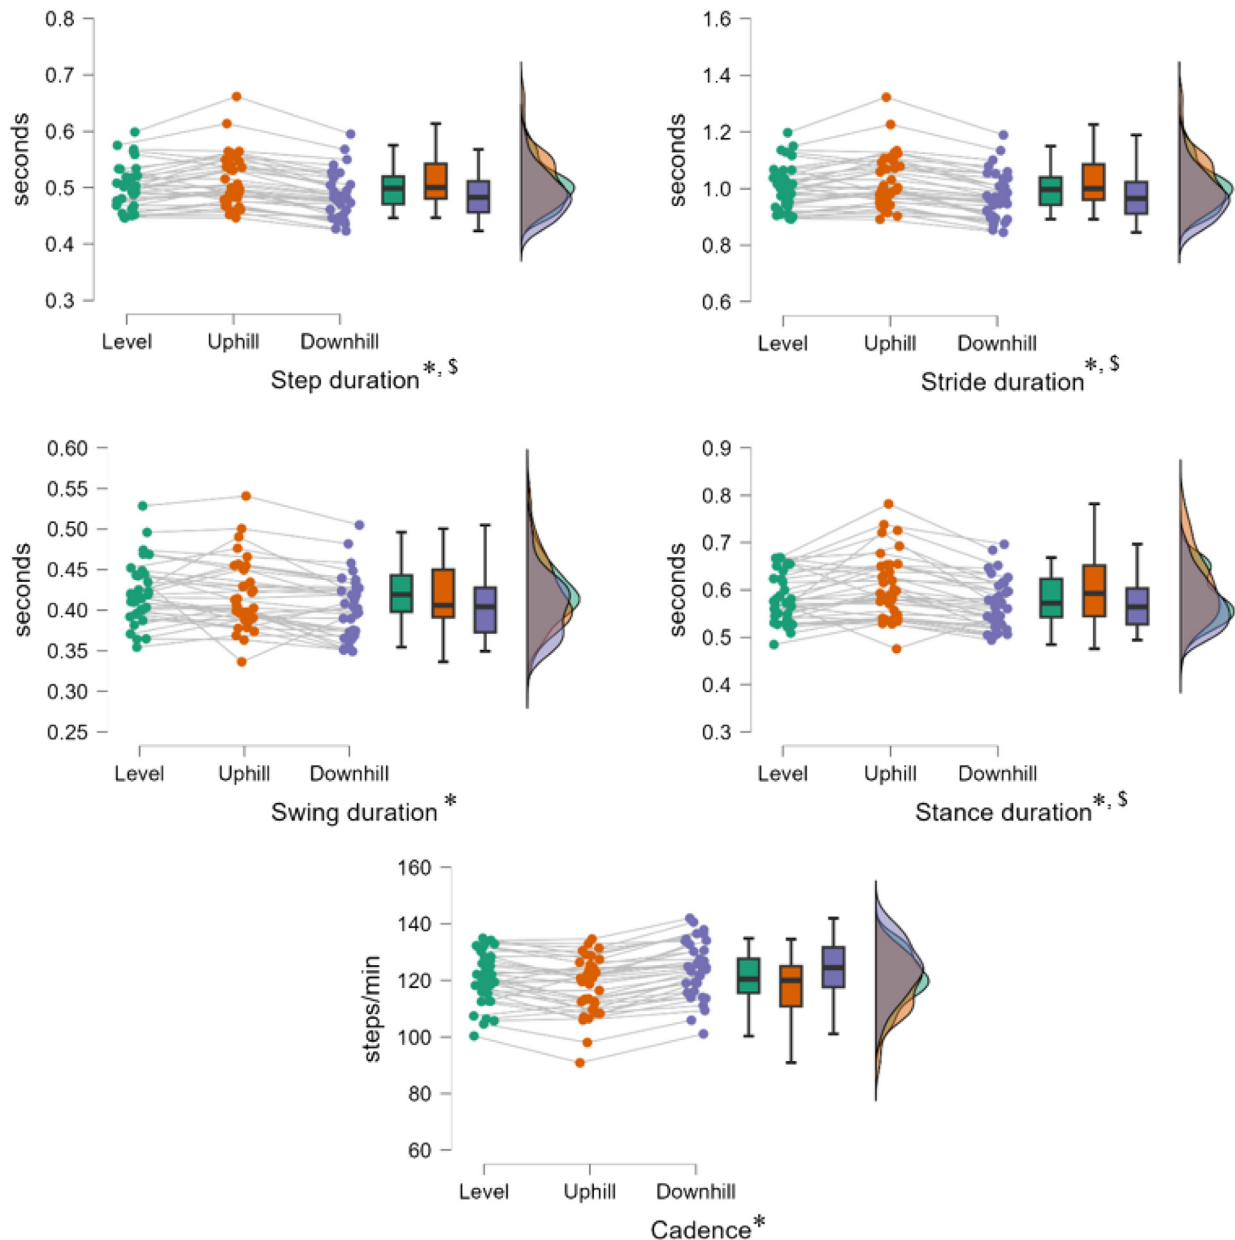 0.8
0.7
0.6
0.5
0.4
0.3
seconds
Level Uphill Downhill
Step duration*, $
1.6
1.4
1.2
1.0
0.8
0.6
seconds
Level Uphill Downhill
Stride duration*, $
0.60
0.55
0.50
0.45
0.40
0.35
0.30
0.25
seconds
Level Uphill Downhill
Swing duration *
0.9
0.8
0.7
0.6
0.5
0.4
0.3
seconds
Level Uphill Downhill
Stance duration*, $
160
140
120
100
80
60
steps/min
Level Uphill Downhill
Cadence*